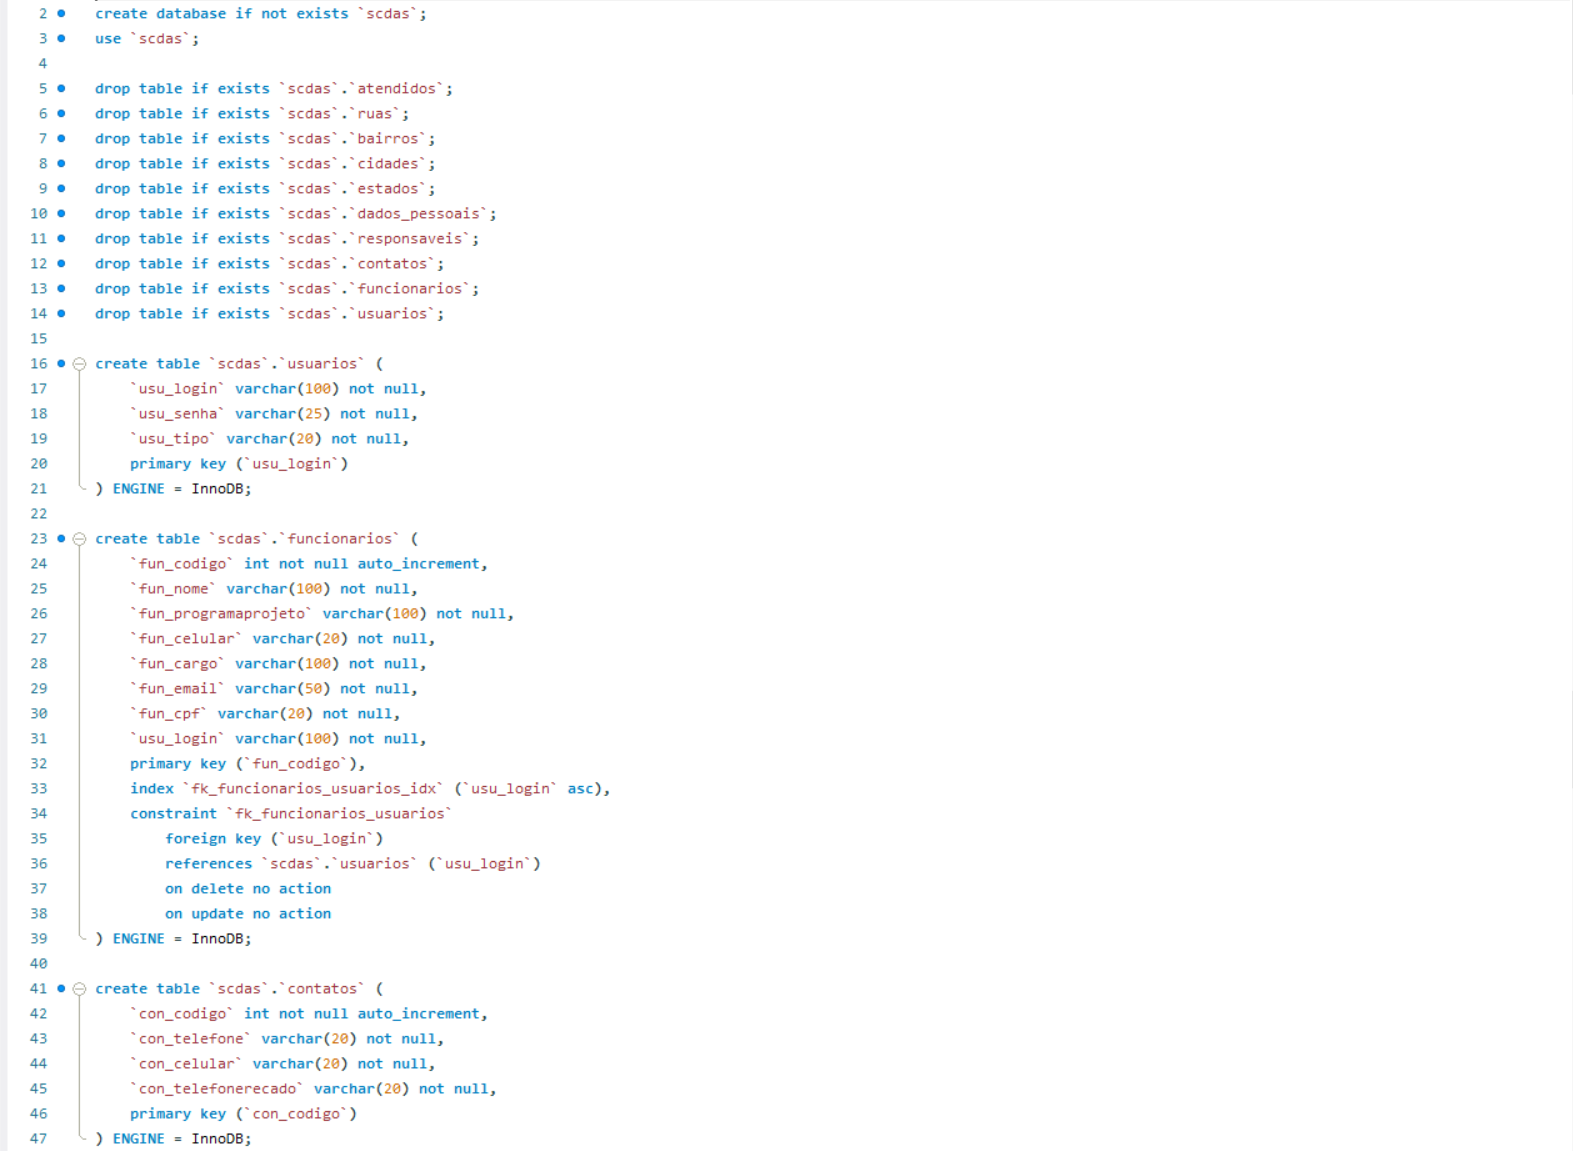 2 create database if not exists `scdas`;
3 use `scdas`;
4
5 drop table if exists `scdas`.`atendidos`;
6 drop table if exists `scdas`.`ruas`;
7 drop table if exists `scdas`.`bairros`;
8 drop table if exists `scdas`.`cidades`;
9 drop table if exists `scdas`.`estados`;
10 drop table if exists `scdas`.`dados_pessoais`;
11 drop table if exists `scdas`.`responsaveis`;
12 drop table if exists `scdas`.`contatos`;
13 drop table if exists `scdas`.`funcionarios`;
14 drop table if exists `scdas`.`usuarios`;
15
16 create table `scdas`.`usuarios` (
17 `usu_login` varchar(100) not null,
18 `usu_senha` varchar(25) not null,
19 `usu_tipo` varchar(20) not null,
20 primary key (`usu_login`)
21 ) ENGINE = InnoDB;
22
23 create table `scdas`.`funcionarios` (
24 `fun_codigo` int not null auto_increment,
25 `fun_nome` varchar(100) not null,
26 `fun_programaprojeto` varchar(100) not null,
27 `fun_celular` varchar(20) not null,
28 `fun_cargo` varchar(100) not null,
29 `fun_email` varchar(50) not null,
30 `fun_cpf` varchar(20) not null,
31 `usu_login` varchar(100) not null,
32 primary key (`fun_codigo`),
33 index `fk_funcionarios_usuarios_idx` (`usu_login` asc),
34 constraint `fk_funcionarios_usuarios`
35 foreign key (`usu_login`)
36 references `scdas`.`usuarios` (`usu_login`)
37 on delete no action
38 on update no action
39 ) ENGINE = InnoDB;
40
41 create table `scdas`.`contatos` (
42 `con_codigo` int not null auto_increment,
43 `con_telefone` varchar(20) not null,
44 `con_celular` varchar(20) not null,
45 `con_telefonerecado` varchar(20) not null,
46 primary key (`con_codigo`)
47 ) ENGINE = InnoDB;